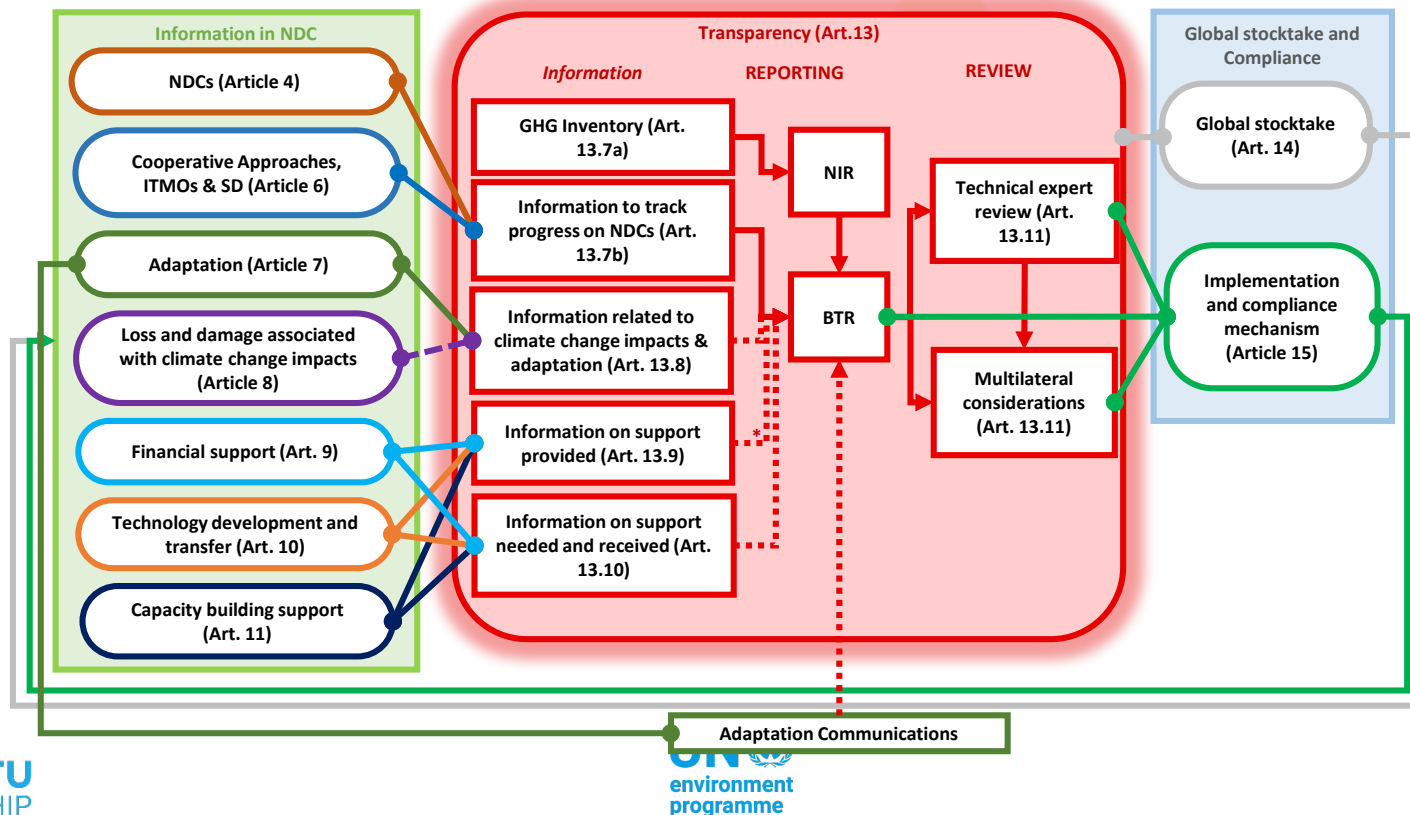 Information in NDC
NDCs (Article 4)
Cooperative Approaches,
ITMOs & SD (Article 6)
Adaptation (Article 7)
Loss and damage associated
with climate change impacts
(Article 8)
Financial support (Art. 9)
Technology development and
transfer (Art. 10)
Capacity building support
(Art. 11)
Transparency (Art.13)
Information
REPORTING
REVIEW
GHG Inventory (Art.
13.7a)
Information to track
progress on NDCs (Art.
13.7b)
Information related to
climate change impacts &
adaptation (Art. 13.8)
Information on support
provided (Art. 13.9)
*
Information on support
needed and received (Art.
13.10)
NIR
BTR
Technical expert
review (Art.
13.11)
Multilateral
considerations
(Art. 13.11)
Global stocktake and
Compliance
Global stocktake
(Art. 14)
Implementation
and compliance
mechanism
(Article 15)
Adaptation Communications
UN
environment
programme
TU
HIP